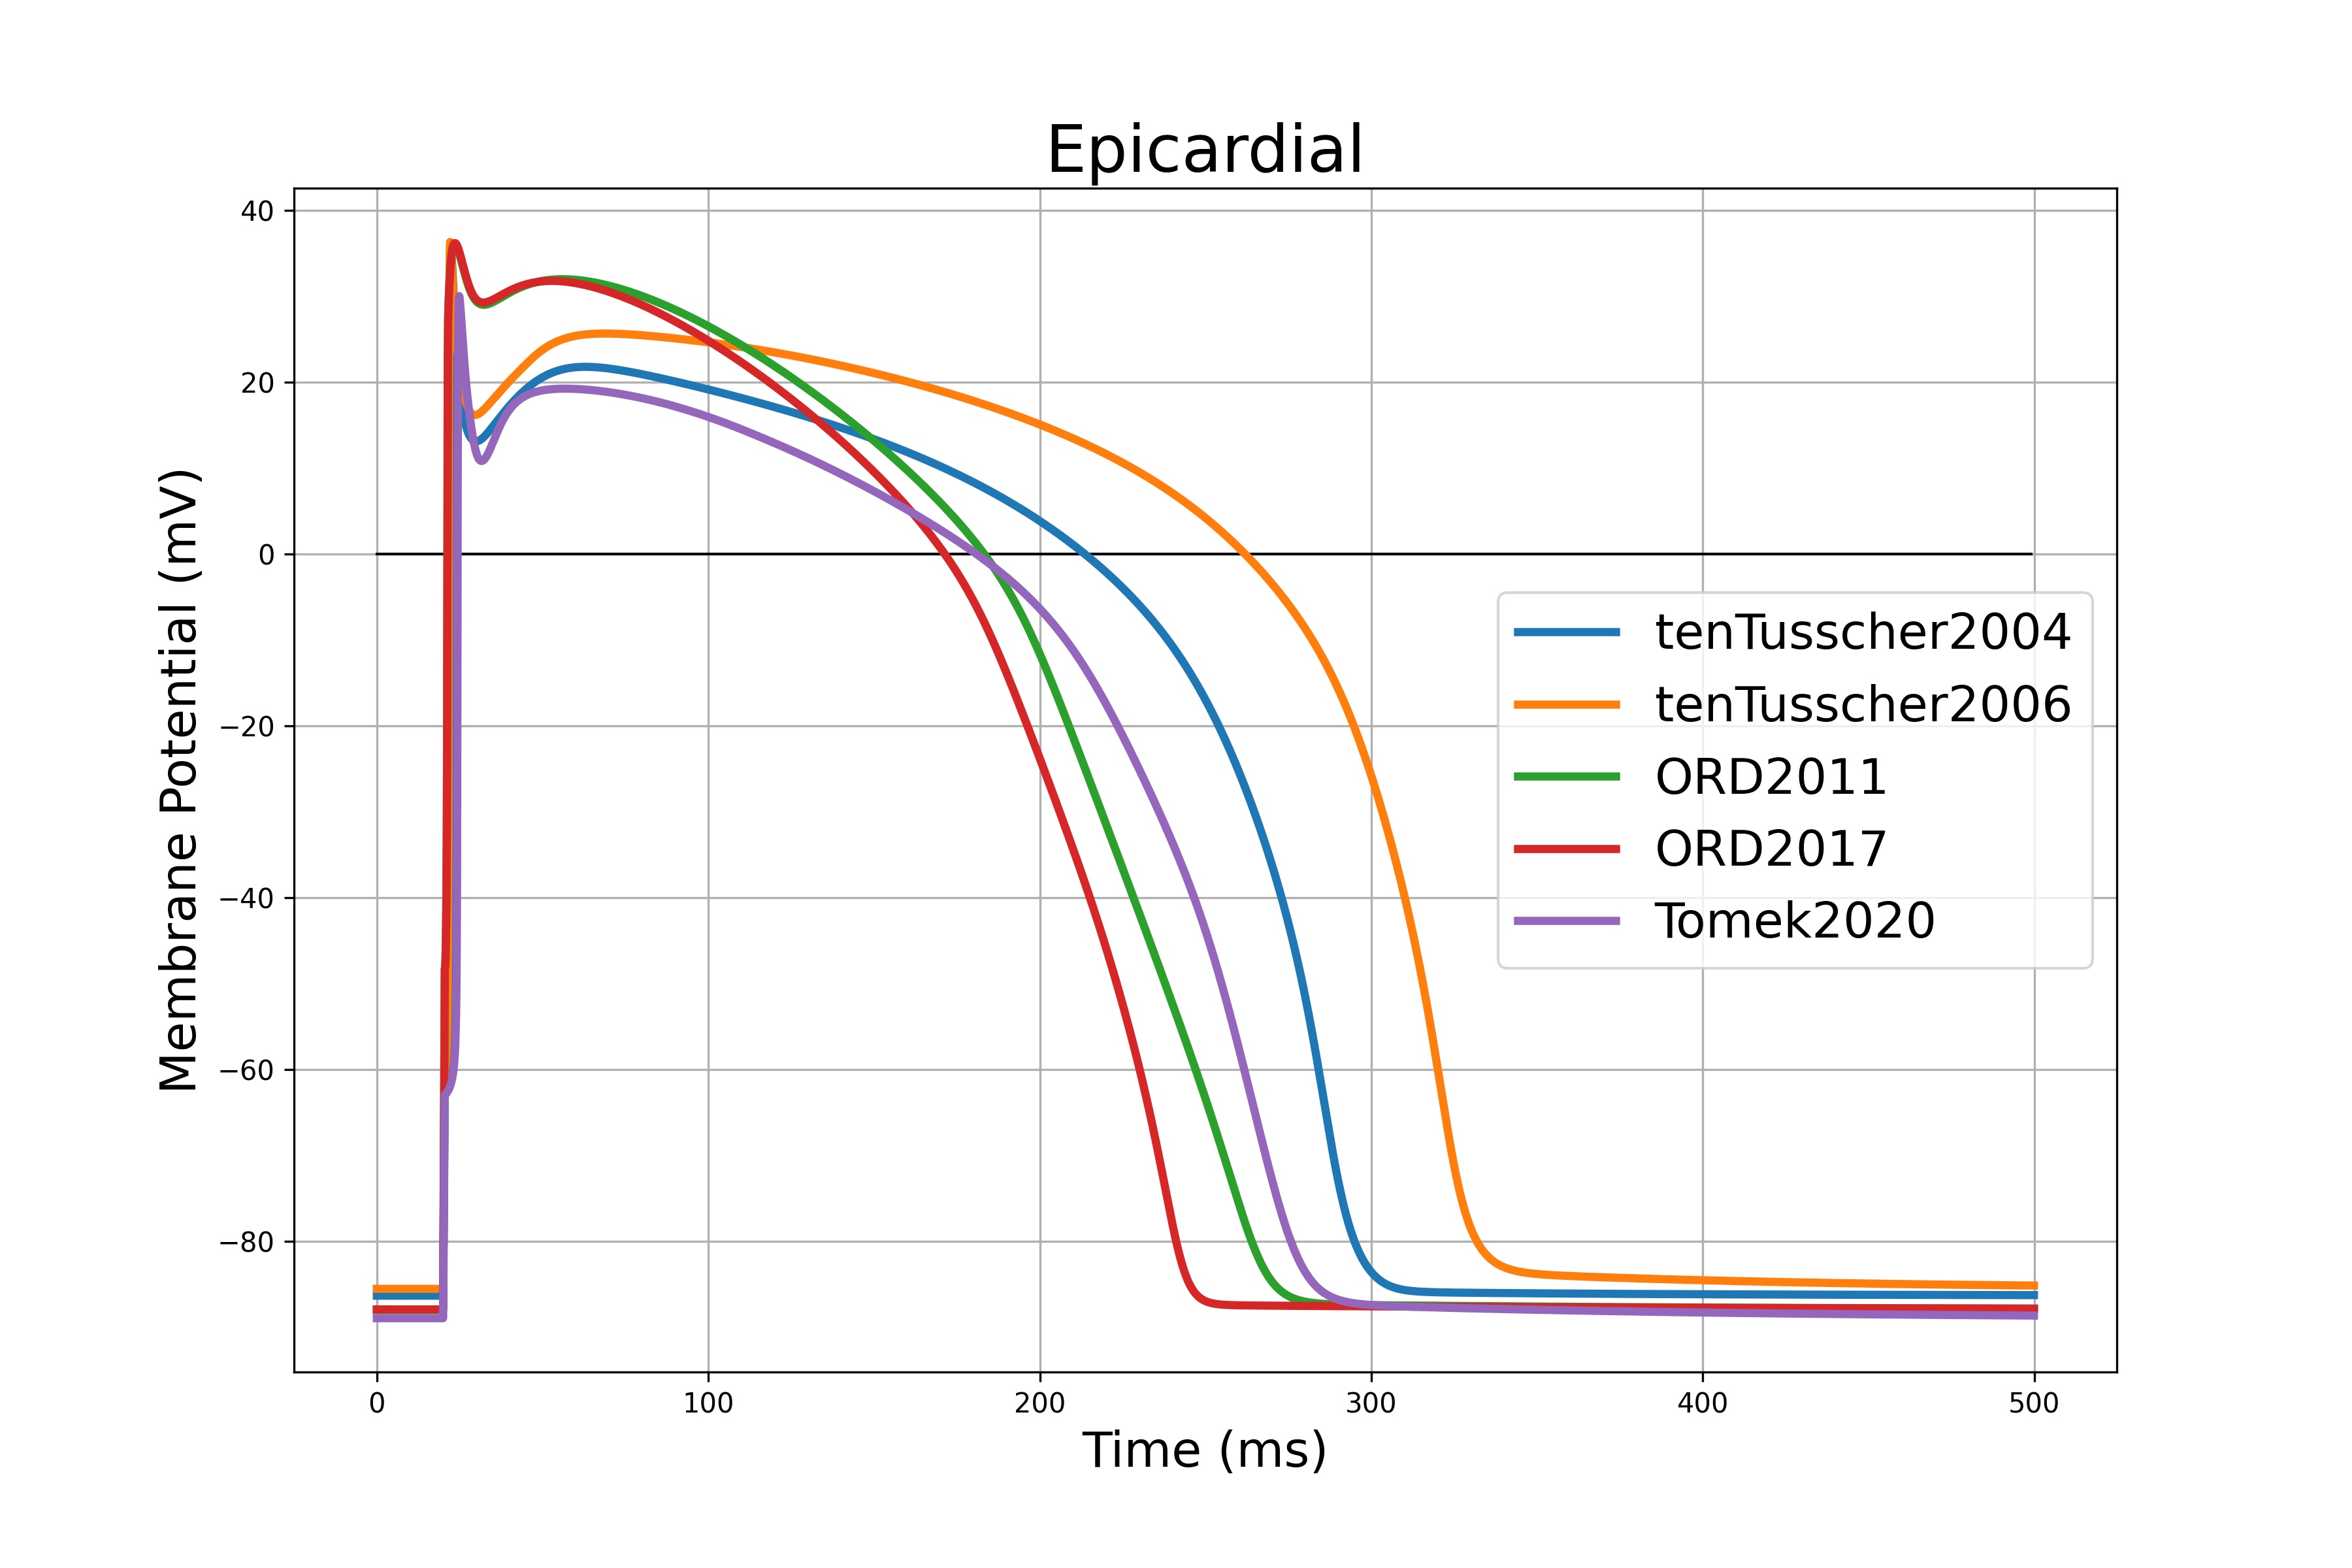 Epicardial
Membrane Potential (mV)
40
20
0
−20
−40
−60
−80
tenTusscher2004
tenTusscher2006
ORD2011
ORD2017
Tomek2020
0 100 200 300 400 500
Time (ms)